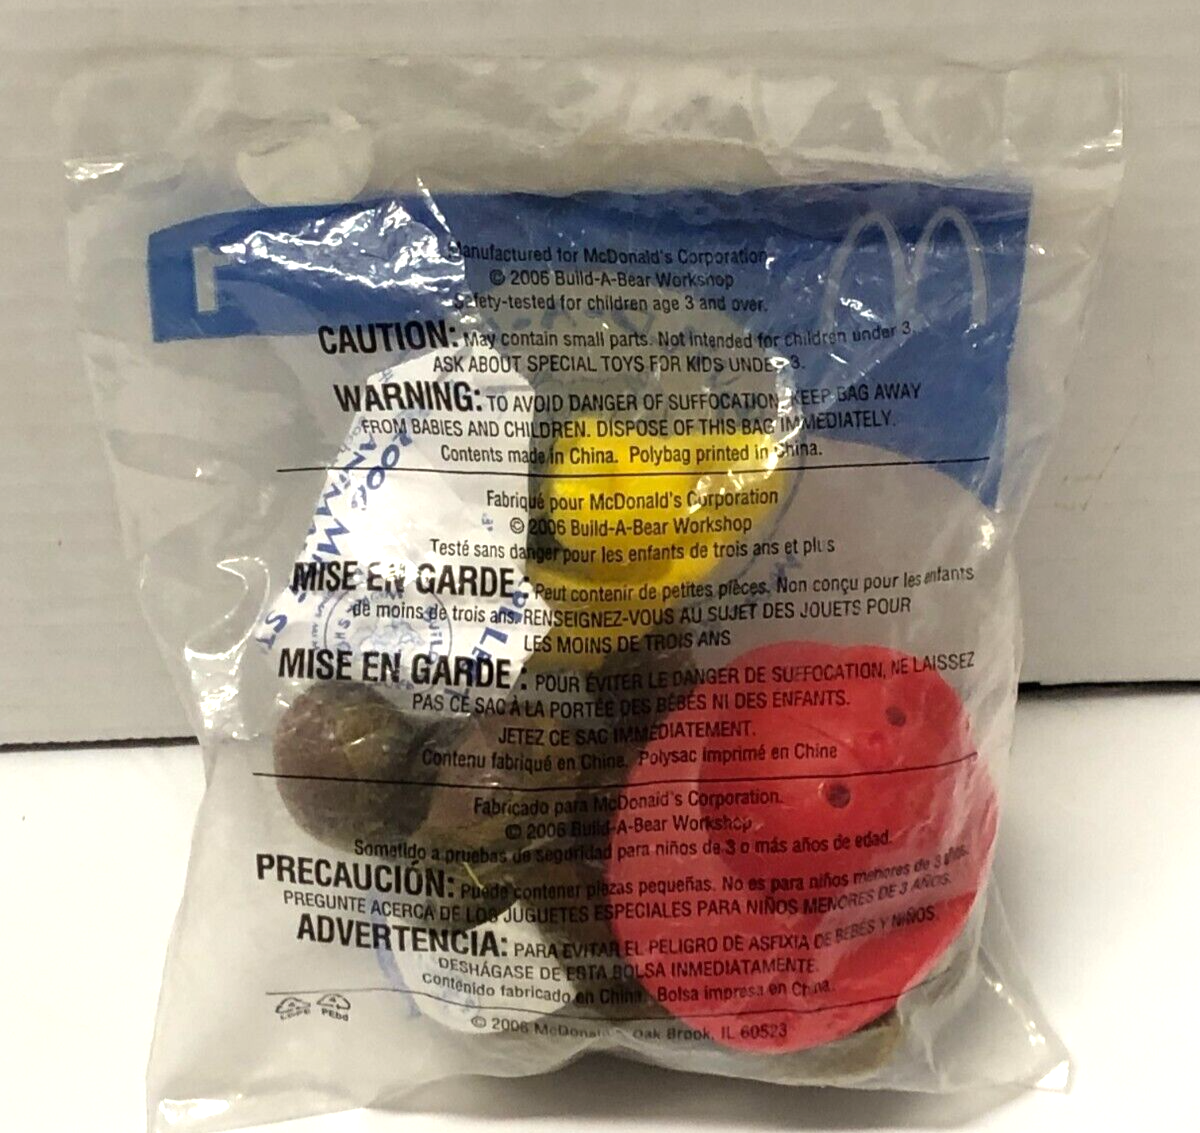 Manufactured for McDonald's Corporation
© 2006 Build-A-Bear Workshop
Safety-tested for children age 3 and over.
CAUTION: May contain small parts. Not intended for children under 3.
ASK ABOUT SPECIAL TOYS FOR KIDS UNDER 3.
WARNING: TO AVOID DANGER OF SUFFOCATION, KEEP BAG AWAY
FROM BABIES AND CHILDREN. DISPOSE OF THIS BAG IMMEDIATELY.
Contents made in China. Polybag printed in China.
Fabriqué pour McDonald's Corporation
© 2006 Build-A-Bear Workshop
Testé sans danger pour les enfants de trois ans et plus
MISE EN GARDE : Peut contenir de petites pièces. Non conçu pour les enfants
de moins de trois ans. RENSEIGNEZ-VOUS AU SUJET DES JOUETS POUR
LES MOINS DE TROIS ANS
MISE EN GARDE : POUR ÉVITER LE DANGER DE SUFFOCATION, NE LAISSEZ
PAS CE SAC À LA PORTÉE DES BÉBÉS NI DES ENFANTS.
JETEZ CE SAC IMMÉDIATEMENT.
Contenu fabriqué en Chine. Polysac imprimé en Chine
Fabricado para McDonald's Corporation.
© 2006 Build-A-Bear Workshop
Sometido a pruebas de seguridad para niños de 3 o más años de edad.
PRECAUCIÓN: Puede contener piezas pequeñas. No es para niños menores de 3 años.
PREGUNTE ACERCA DE LOS JUGUETES ESPECIALES PARA NIÑOS MENORES DE 3 AÑOS.
ADVERTENCIA: PARA EVITAR EL PELIGRO DE ASFIXIA DE BEBÉS Y NIÑOS.
DESHÁGASE DE ESTA BOLSA INMEDIATAMENTE.
Contenido fabricado en China. Bolsa impresa en China.
LDPE PEbd
© 2006 McDonald's Oak Brook, IL 60523